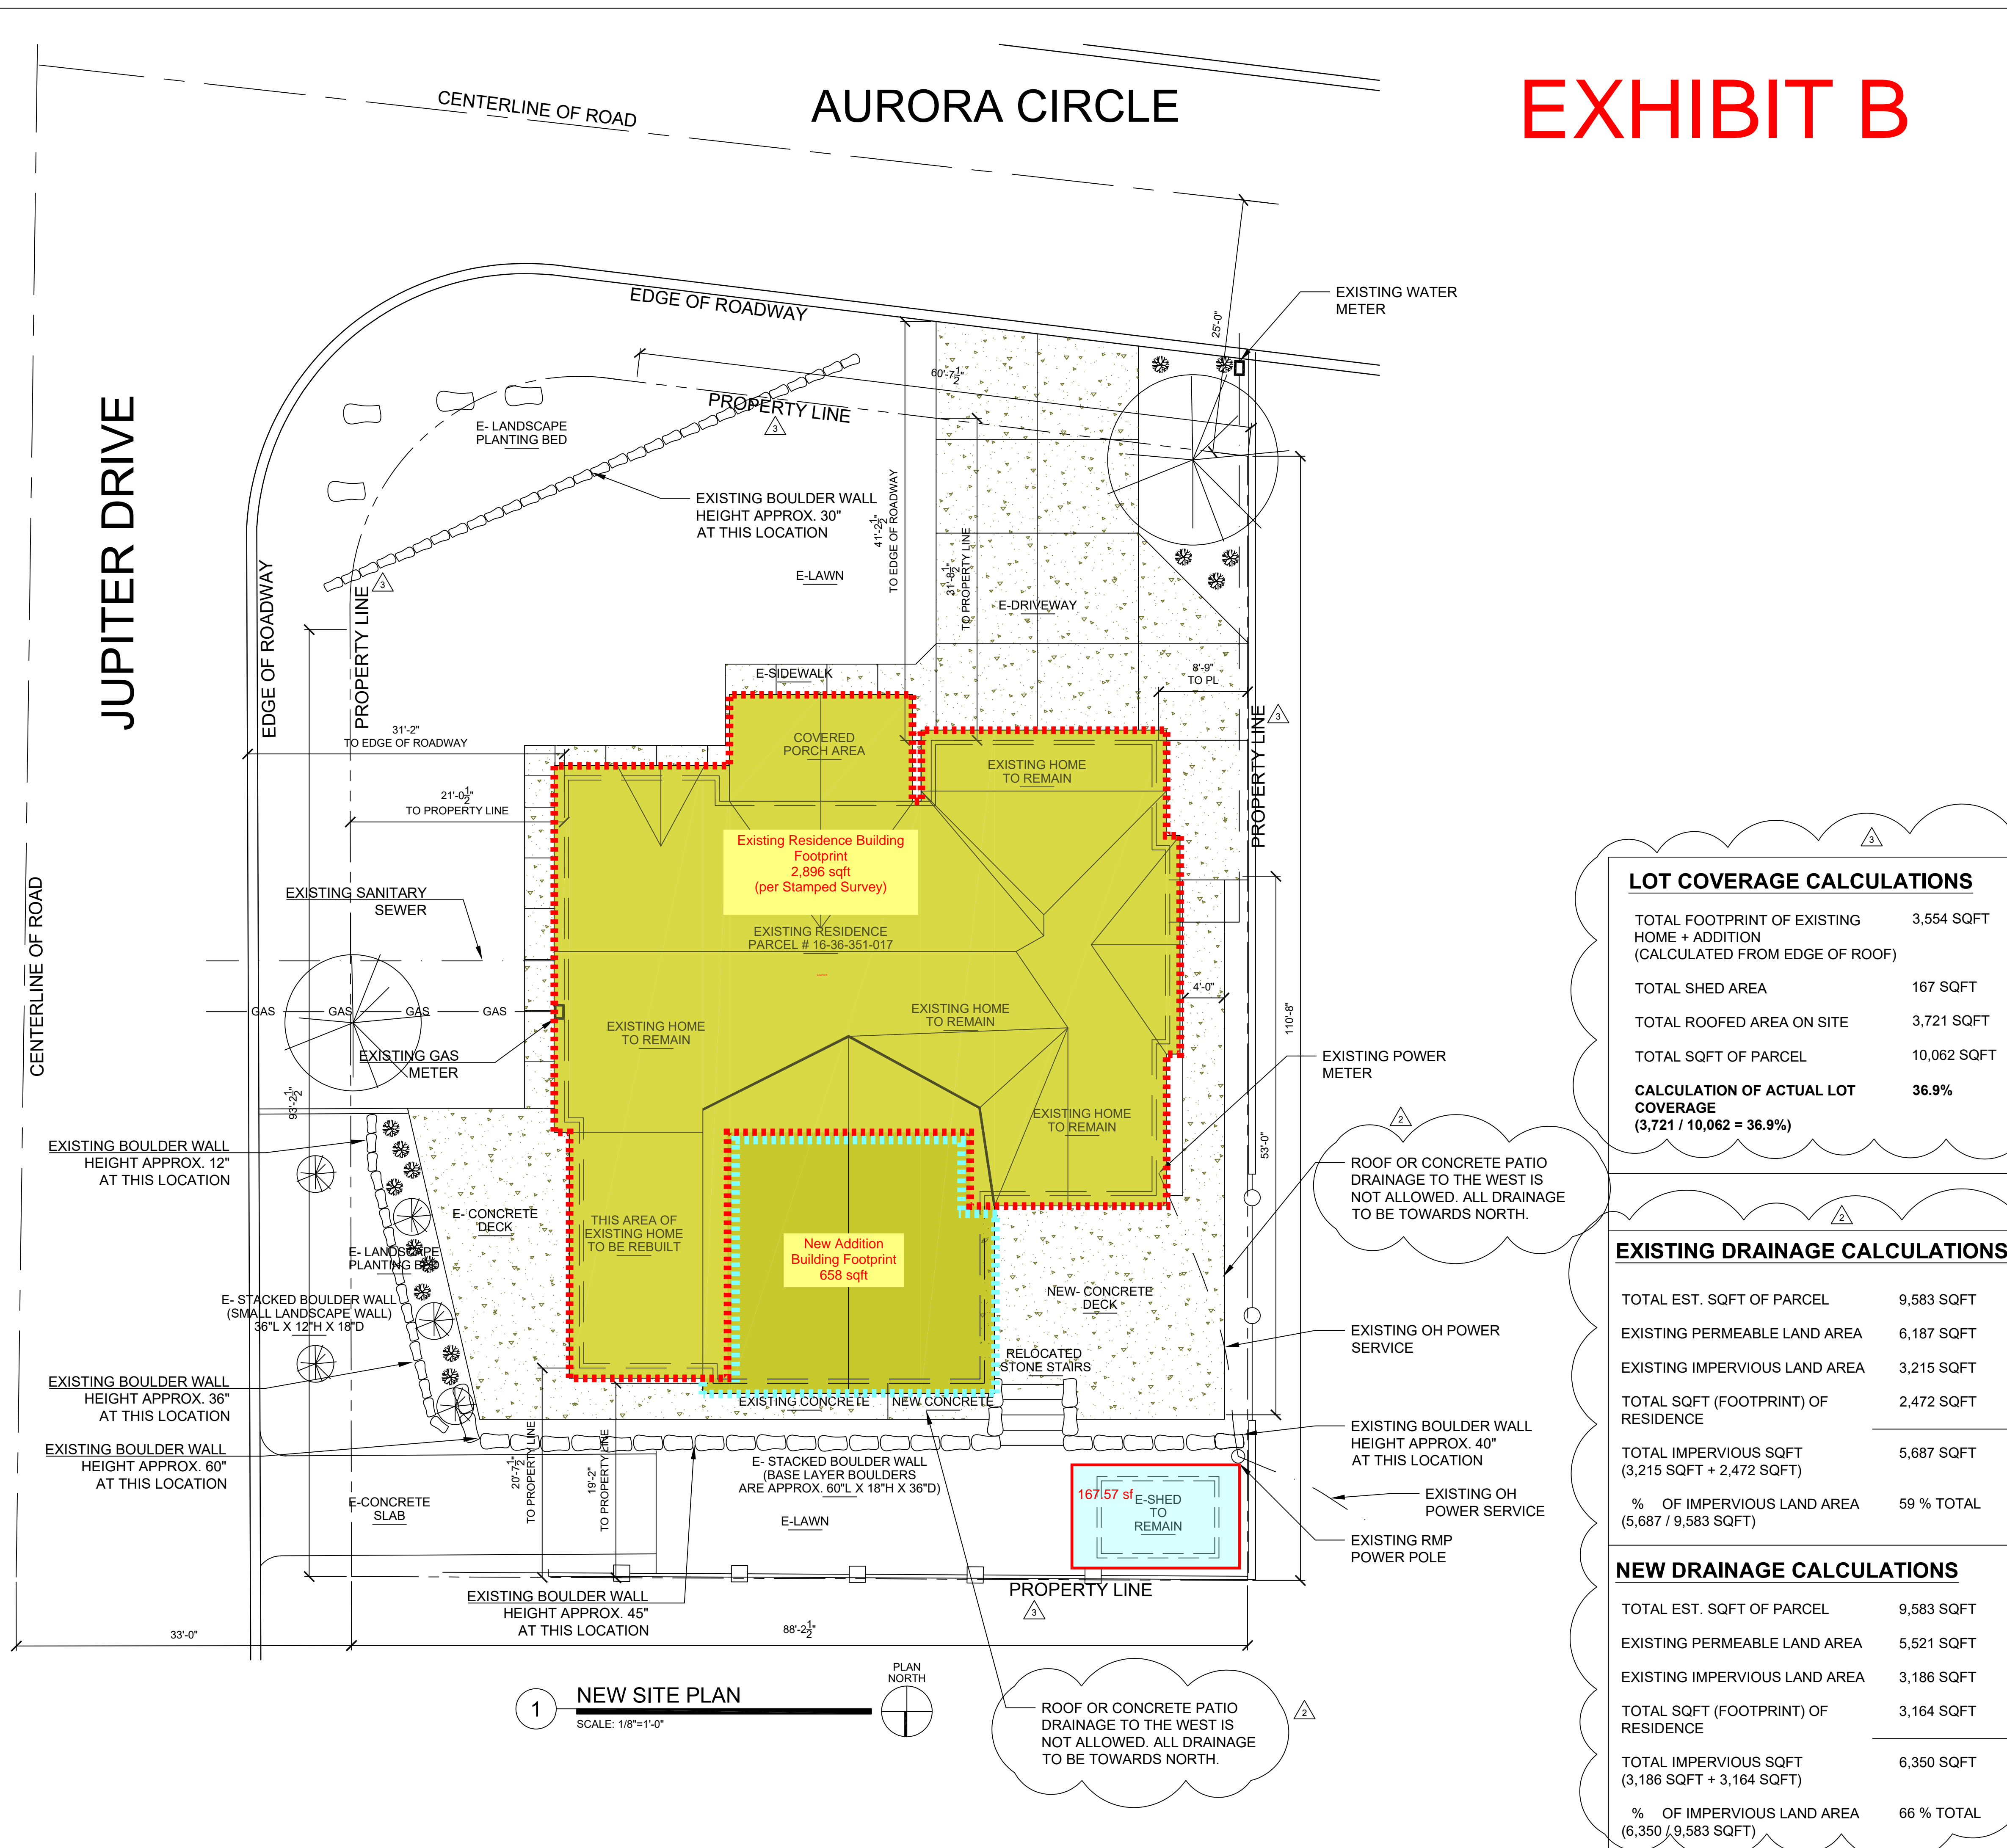 EXHIBIT B
AURORA CIRCLE
CENTERLINE OF ROAD
JUPITER DRIVE
CENTERLINE OF ROAD
EDGE OF ROADWAY
EDGE OF ROADWAY
25'-0"
EXISTING WATER
METER
60'-7 1/2"
PROPERTY LINE
3
E- LANDSCAPE
PLANTING BED
EXISTING BOULDER WALL
HEIGHT APPROX. 30"
AT THIS LOCATION
41'-2 1/2"
TO EDGE OF ROADWAY
31'-8 1/2"
TO PROPERTY LINE
3
PROPERTY LINE
E-LAWN
E-DRIVEWAY
E-SIDEWALK
8'-9"
TO PL
PROPERTY LINE
3
31'-2"
TO EDGE OF ROADWAY
COVERED
PORCH AREA
EXISTING HOME
TO REMAIN
21'-0 1/2"
TO PROPERTY LINE
Existing Residence Building
Footprint
2,896 sqft
(per Stamped Survey)
EXISTING SANITARY
SEWER
EXISTING RESIDENCE
PARCEL # 16-36-351-017
4'-0"
110'-8"
GAS
GAS
GAS
GAS
EXISTING HOME
TO REMAIN
EXISTING HOME
TO REMAIN
EXISTING GAS
METER
EXISTING POWER
METER
93'-2 1/2"
EXISTING HOME
TO REMAIN
53'-0"
2
EXISTING BOULDER WALL
HEIGHT APPROX. 12"
AT THIS LOCATION
ROOF OR CONCRETE PATIO
DRAINAGE TO THE WEST IS
NOT ALLOWED. ALL DRAINAGE
TO BE TOWARDS NORTH.
E- CONCRETE
DECK
THIS AREA OF
EXISTING HOME
TO BE REBUILT
New Addition
Building Footprint
658 sqft
E- LANDSCAPE
PLANTING BED
NEW- CONCRETE
DECK
E- STACKED BOULDER WALL
(SMALL LANDSCAPE WALL)
36"L X 12"H X 18"D
EXISTING OH POWER
SERVICE
RELOCATED
STONE STAIRS
EXISTING BOULDER WALL
HEIGHT APPROX. 36"
AT THIS LOCATION
EXISTING CONCRETE
NEW CONCRETE
EXISTING BOULDER WALL
HEIGHT APPROX. 40"
AT THIS LOCATION
EXISTING BOULDER WALL
HEIGHT APPROX. 60"
AT THIS LOCATION
20'-7 1/2"
TO PROPERTY LINE
19'-2"
TO PROPERTY LINE
E- STACKED BOULDER WALL
(BASE LAYER BOULDERS
ARE APPROX. 60"L X 18"H X 36"D)
E-CONCRETE
SLAB
E-LAWN
167.57 sf
E-SHED
TO
REMAIN
EXISTING OH
POWER SERVICE
EXISTING RMP
POWER POLE
EXISTING BOULDER WALL
HEIGHT APPROX. 45"
AT THIS LOCATION
PROPERTY LINE
3
33'-0"
88'-2 1/2"
1
NEW SITE PLAN
SCALE: 1/8"=1'-0"
PLAN
NORTH
ROOF OR CONCRETE PATIO
DRAINAGE TO THE WEST IS
NOT ALLOWED. ALL DRAINAGE
TO BE TOWARDS NORTH.
2
3
LOT COVERAGE CALCULATIONS
TOTAL FOOTPRINT OF EXISTING 3,554 SQFT
HOME + ADDITION
(CALCULATED FROM EDGE OF ROOF)
TOTAL SHED AREA 167 SQFT
TOTAL ROOFED AREA ON SITE 3,721 SQFT
TOTAL SQFT OF PARCEL 10,062 SQFT
CALCULATION OF ACTUAL LOT 36.9%
COVERAGE
(3,721 / 10,062 = 36.9%)
2
EXISTING DRAINAGE CALCULATIONS
TOTAL EST. SQFT OF PARCEL 9,583 SQFT
EXISTING PERMEABLE LAND AREA 6,187 SQFT
EXISTING IMPERVIOUS LAND AREA 3,215 SQFT
TOTAL SQFT (FOOTPRINT) OF 2,472 SQFT
RESIDENCE
TOTAL IMPERVIOUS SQFT 5,687 SQFT
(3,215 SQFT + 2,472 SQFT)
% OF IMPERVIOUS LAND AREA 59 % TOTAL
(5,687 / 9,583 SQFT)
NEW DRAINAGE CALCULATIONS
TOTAL EST. SQFT OF PARCEL 9,583 SQFT
EXISTING PERMEABLE LAND AREA 5,521 SQFT
EXISTING IMPERVIOUS LAND AREA 3,186 SQFT
TOTAL SQFT (FOOTPRINT) OF 3,164 SQFT
RESIDENCE
TOTAL IMPERVIOUS SQFT 6,350 SQFT
(3,186 SQFT + 3,164 SQFT)
% OF IMPERVIOUS LAND AREA 66 % TOTAL
(6,350 / 9,583 SQFT)